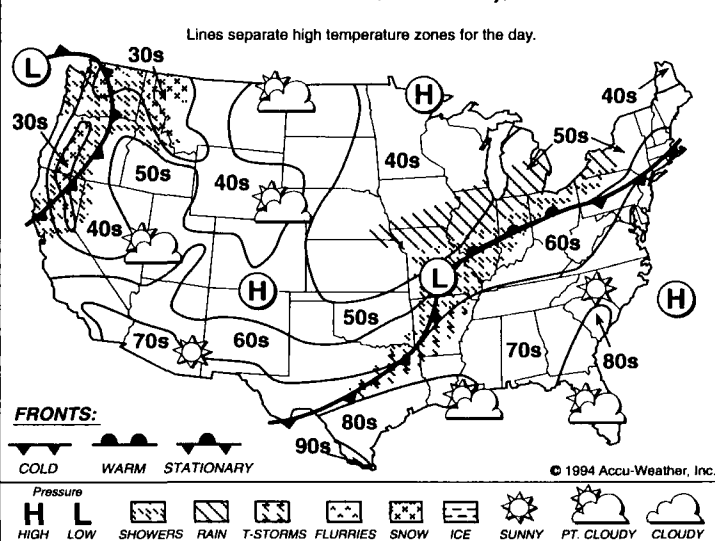 Lines separate high temperature zones for the day.
L
30s
H
40s
30s
50s
40s
50s
40s
40s
60s
L
H
H
50s
70s
60s
70s
80s
80s
90s
FRONTS:
COLD WARM STATIONARY
© 1994 Accu-Weather, Inc.
Pressure
H L
HIGH LOW SHOWERS RAIN T-STORMS FLURRIES SNOW ICE SUNNY PT. CLOUDY CLOUDY